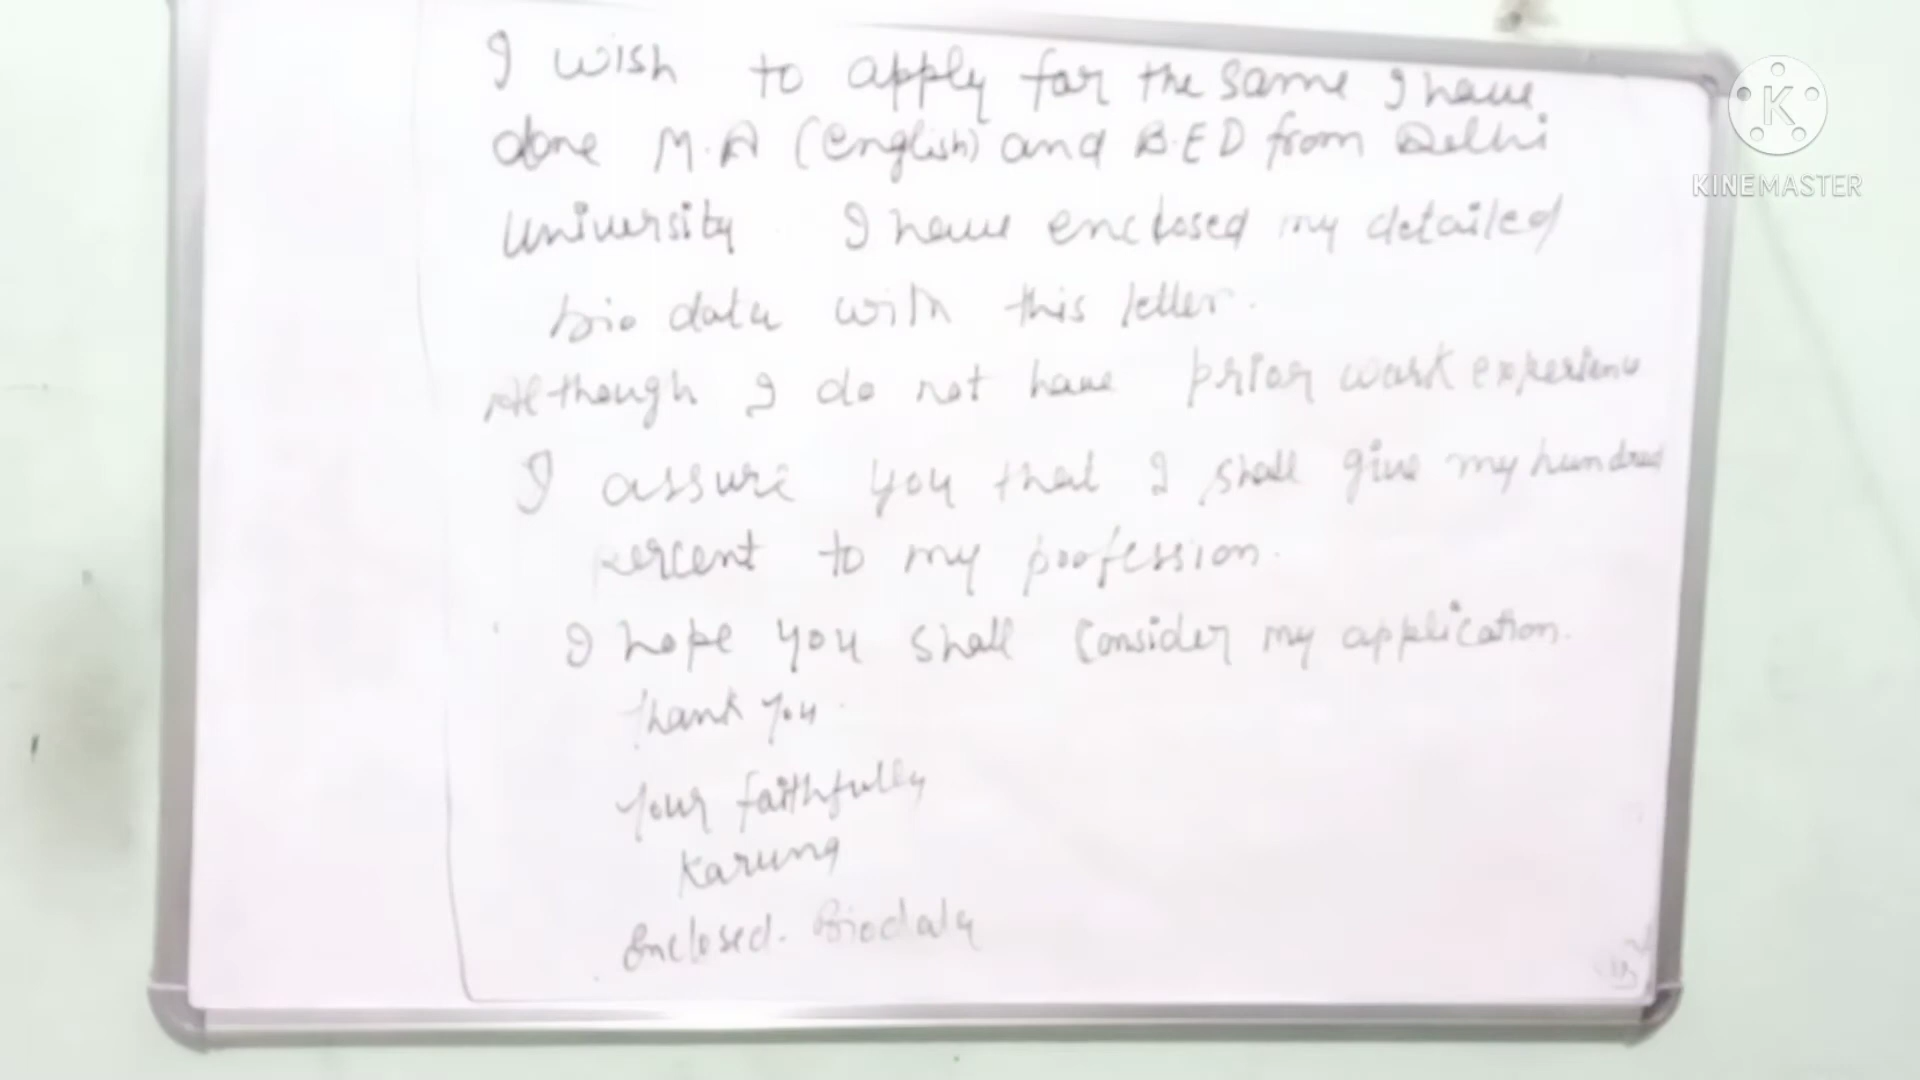 I wish to apply for the same I have
done M.A (English) and B.ED from Delhi
University I have enclosed my detailed
bio data with this letter.
Although I do not have prior work experience
I assure you that I shall give my hundred
percent to my profession.
I hope you shall consider my application.
thank you.
your faithfully
Karuna
Enclosed. Biodata
K
KINEMASTER